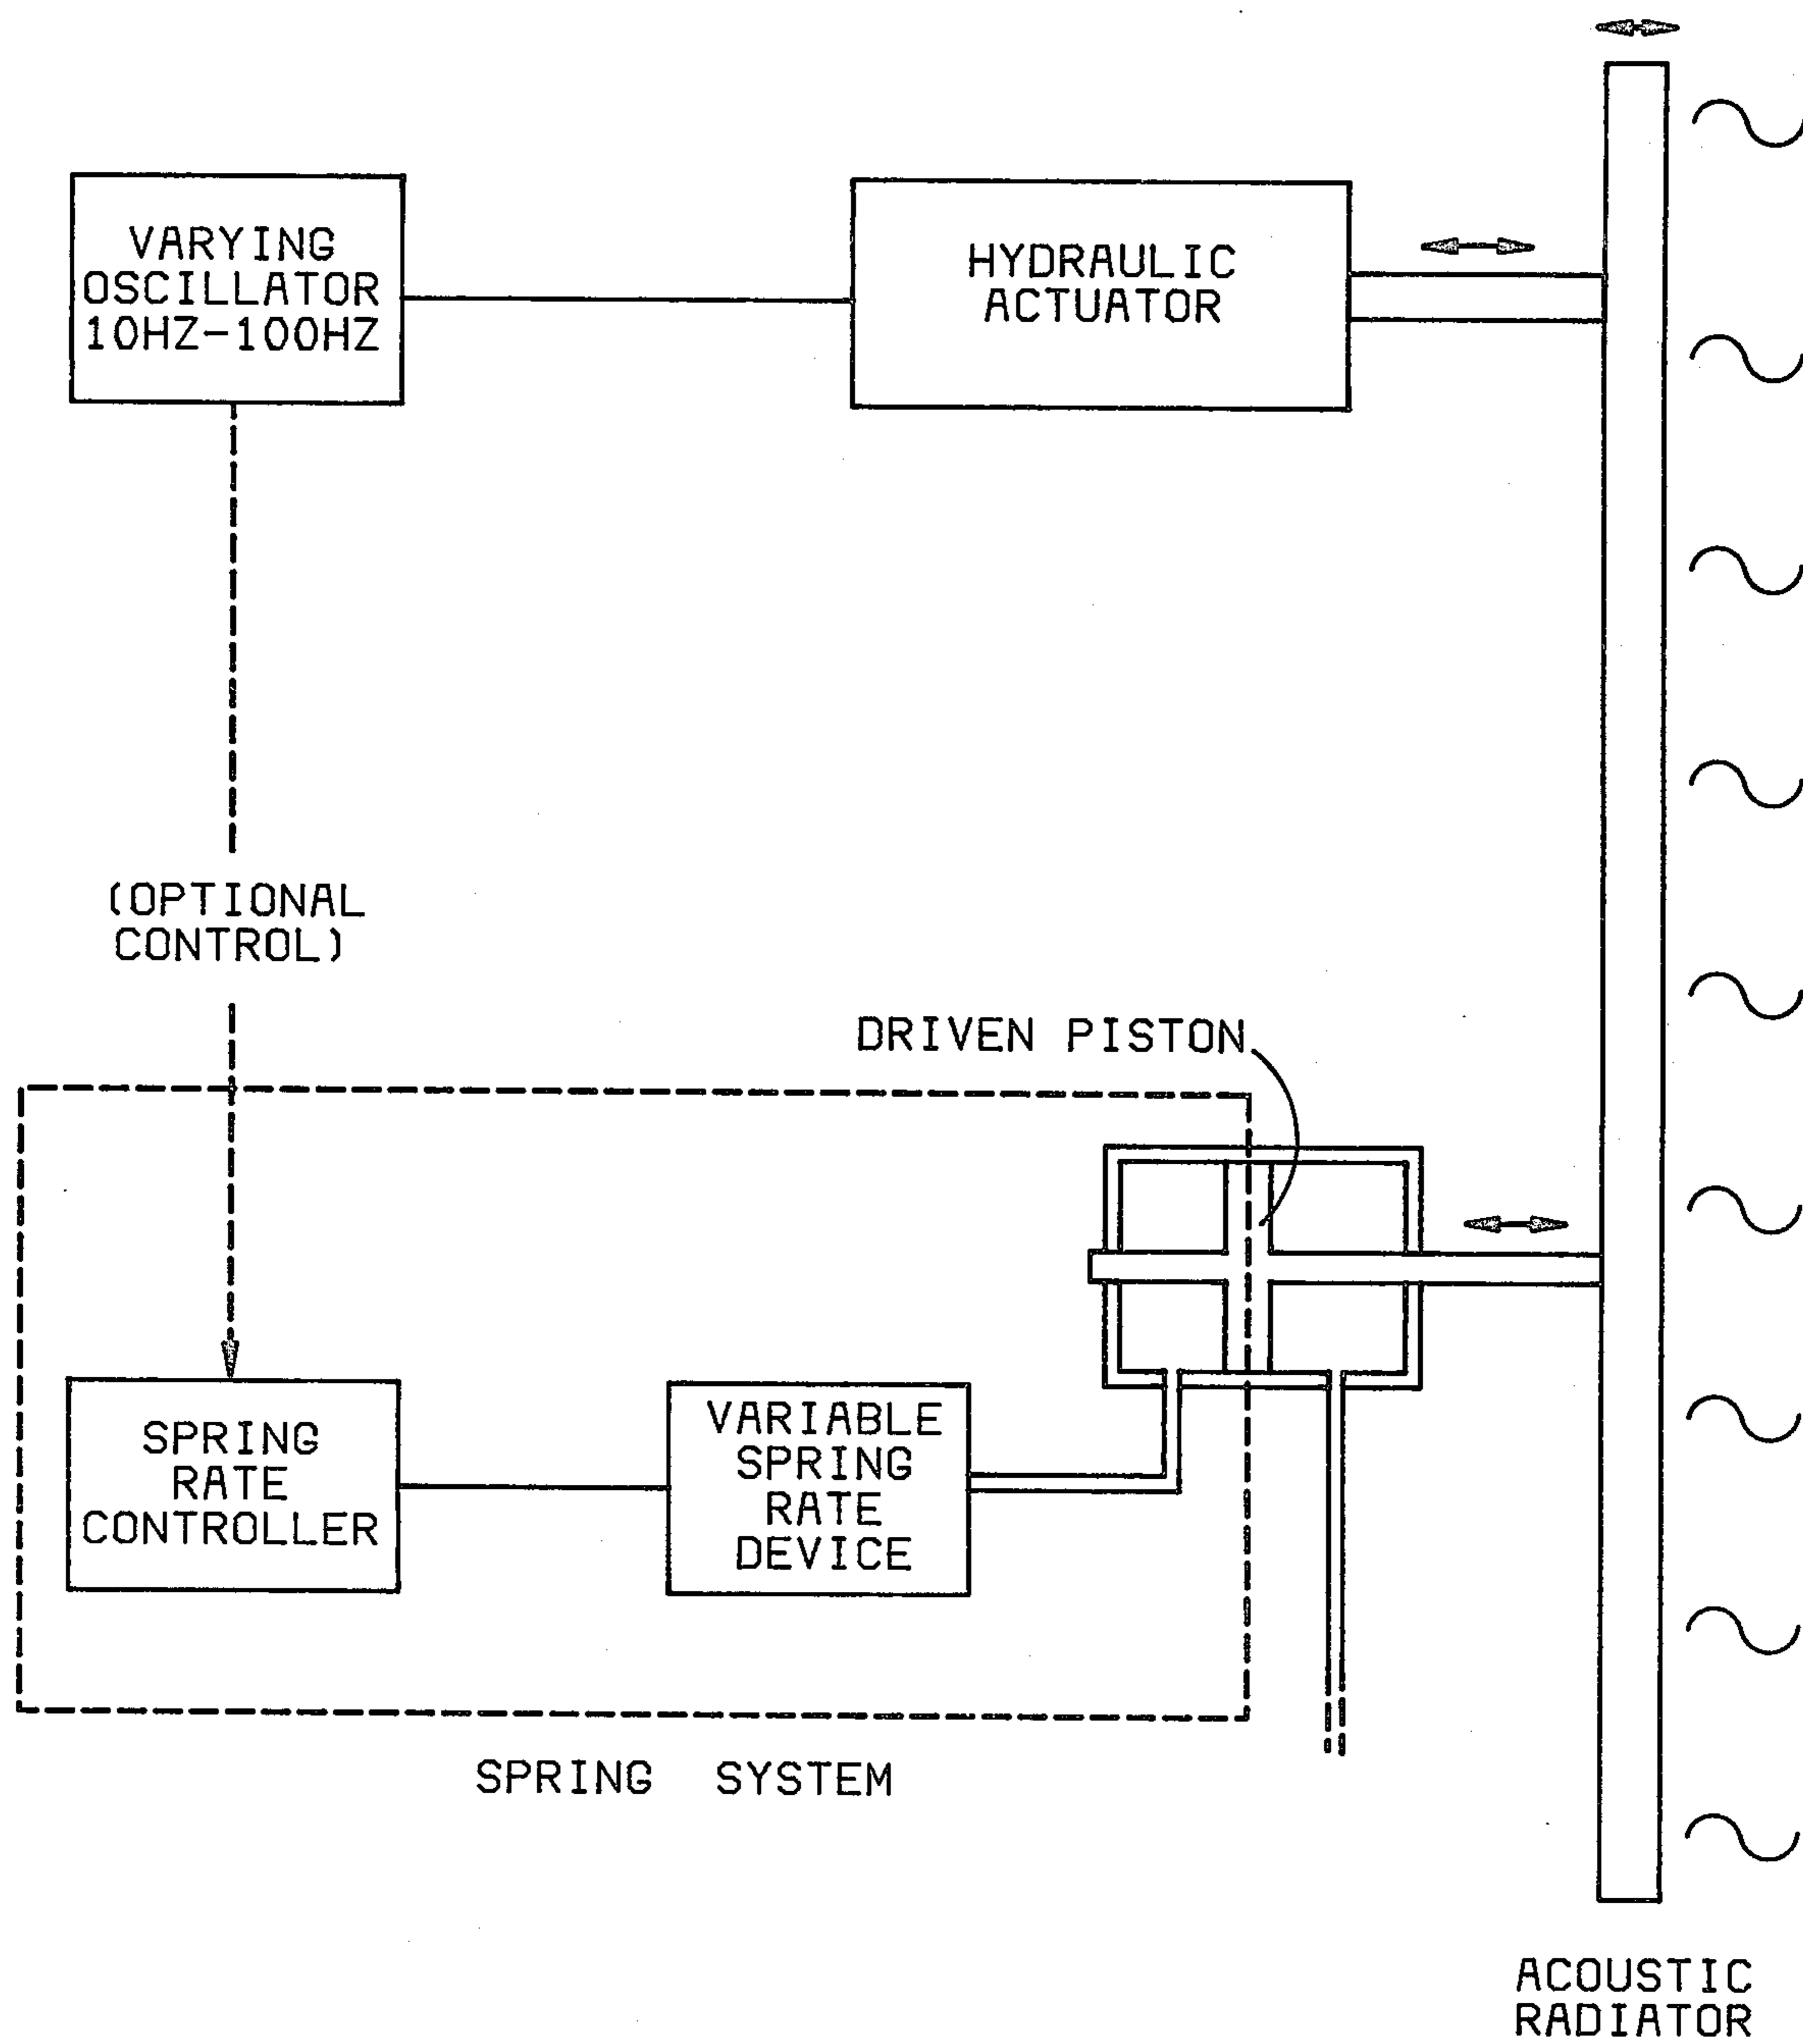 VARYING
OSCILLATOR
10HZ-100HZ
HYDRAULIC
ACTUATOR
(OPTIONAL
CONTROL)
DRIVEN PISTON
SPRING
RATE
CONTROLLER
VARIABLE
SPRING
RATE
DEVICE
SPRING SYSTEM
ACOUSTIC
RADIATOR